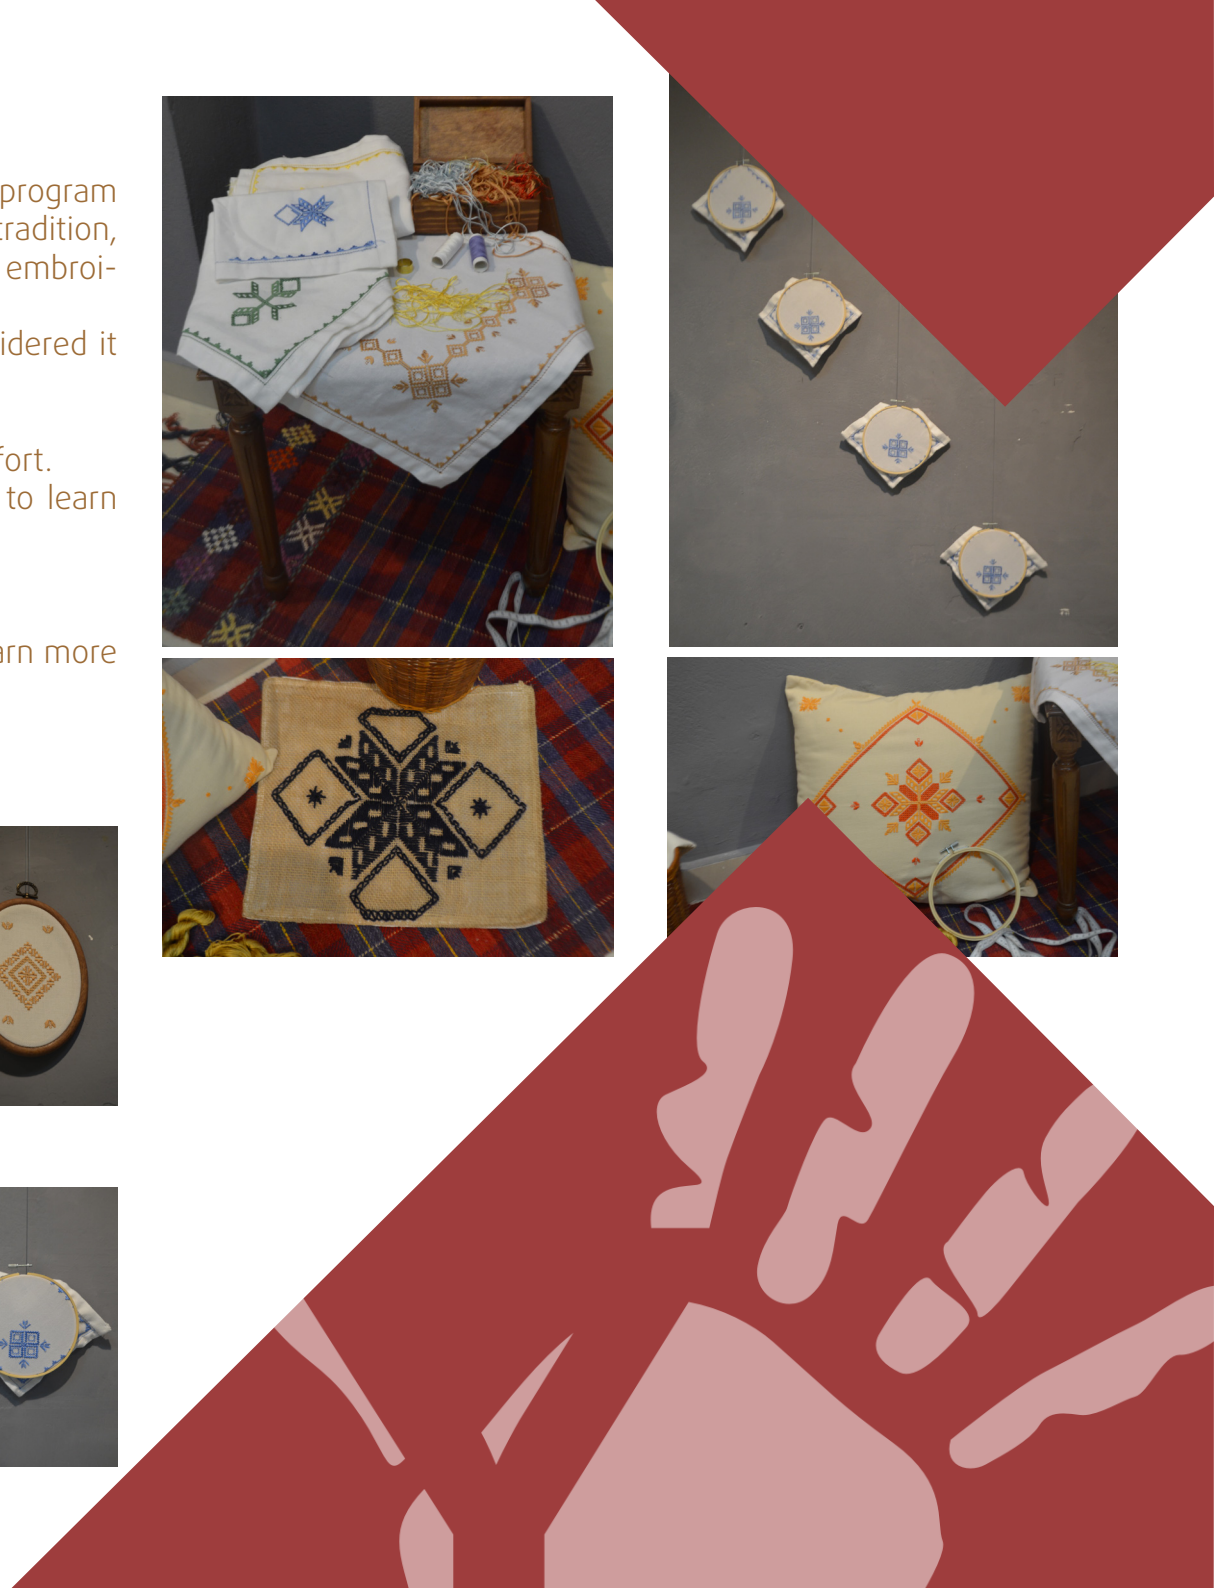 program
tradition,
embroi-
idered it
fort.
to learn
arn more